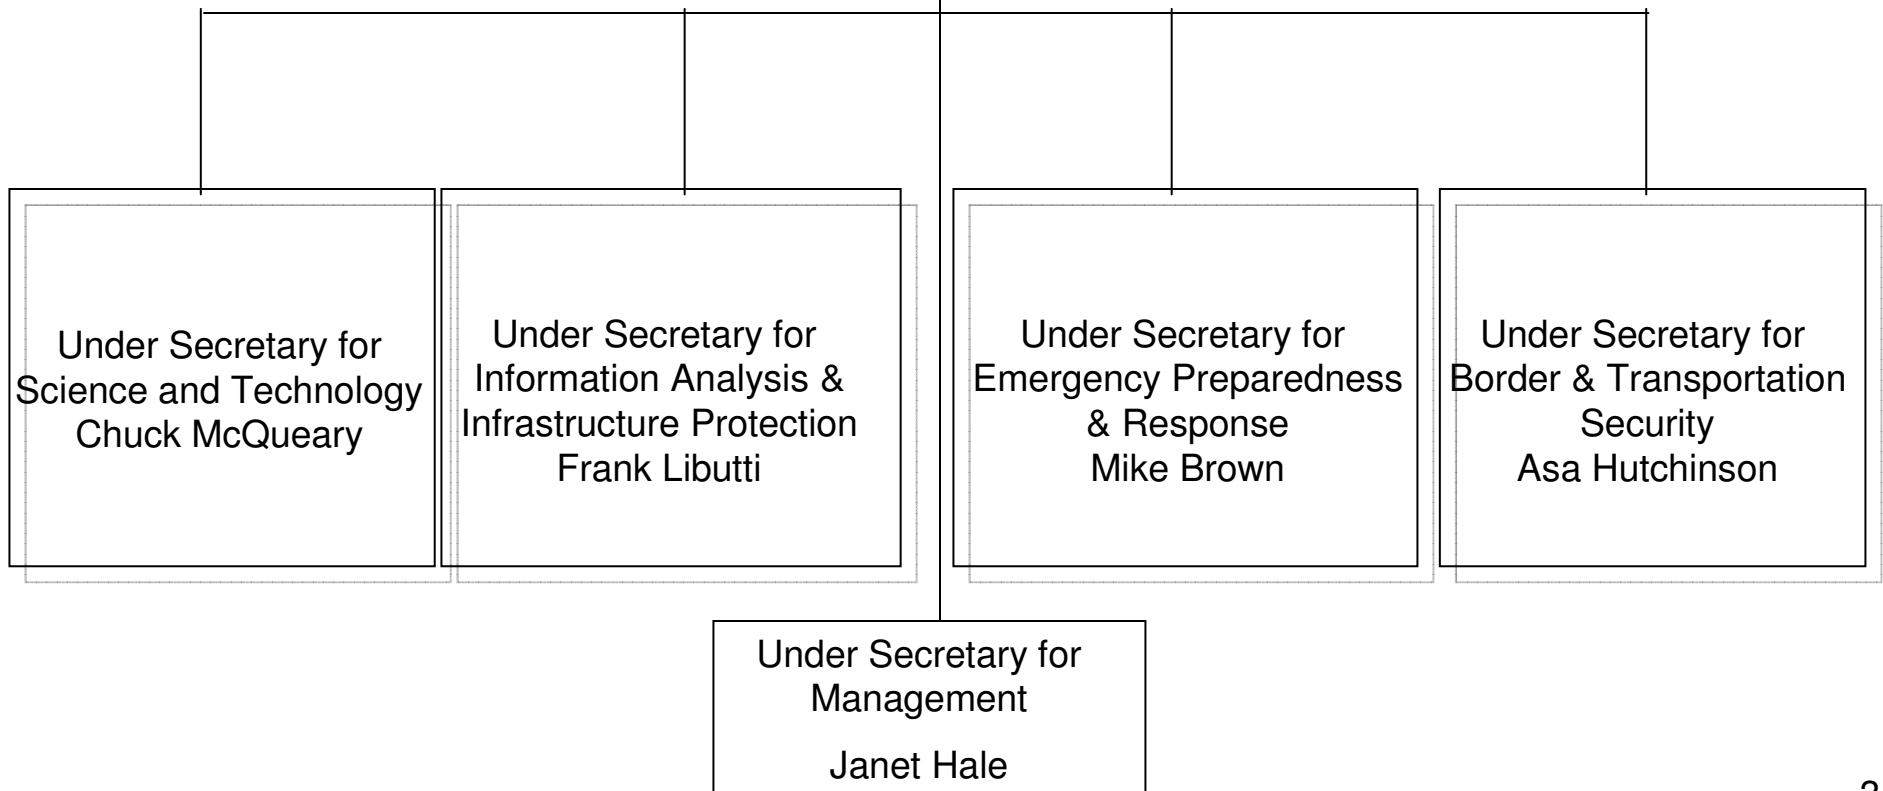 Under Secretary for
Science and Technology
Chuck McQueary
Under Secretary for
Information Analysis &
Infrastructure Protection
Frank Libutti
Under Secretary for
Emergency Preparedness
& Response
Mike Brown
Under Secretary for
Border & Transportation
Security
Asa Hutchinson
Under Secretary for
Management
Janet Hale